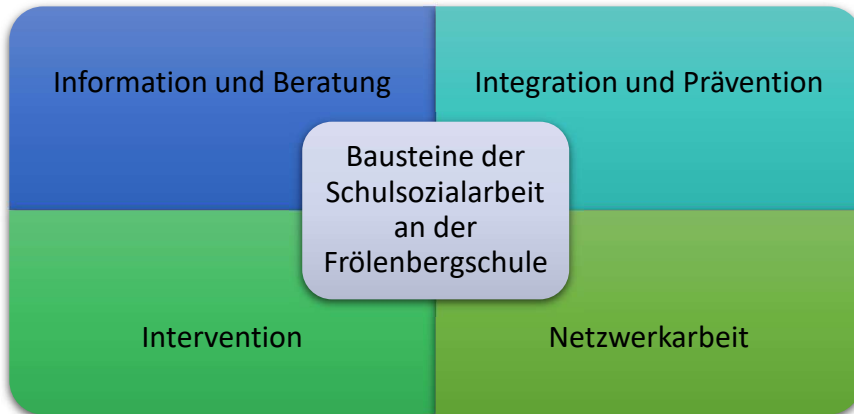 Information und Beratung
Integration und Prävention
Bausteine der
Schulsozialarbeit
an der
Frölenbergschule
Intervention
Netzwerkarbeit